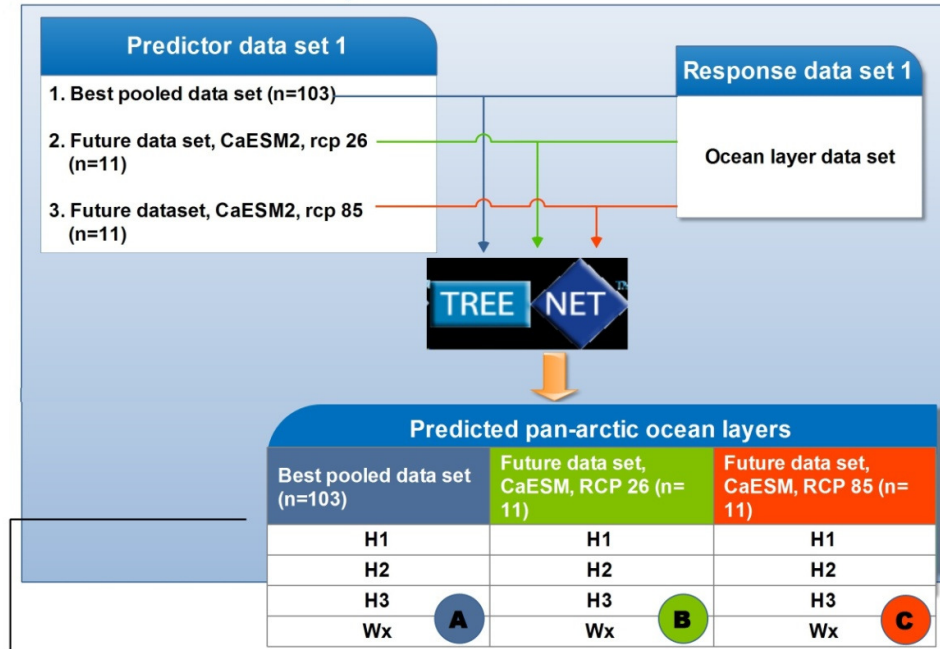 Predictor data set 1
1. Best pooled data set (n=103)
2. Future data set, CaESM2, rcp 26
(n=11)
3. Future dataset, CaESM2, rcp 85
(n=11)
Response data set 1
Ocean layer data set
TREE NET
TM
Predicted pan-arctic ocean layers
Best pooled data set
(n=103)
Future data set,
CaESM, RCP 26 (n=
11)
Future data set,
CaESM, RCP 85 (n=
11)
H1 H1 H1
H2 H2 H2
H3 H3 H3
Wx Wx Wx
A B C